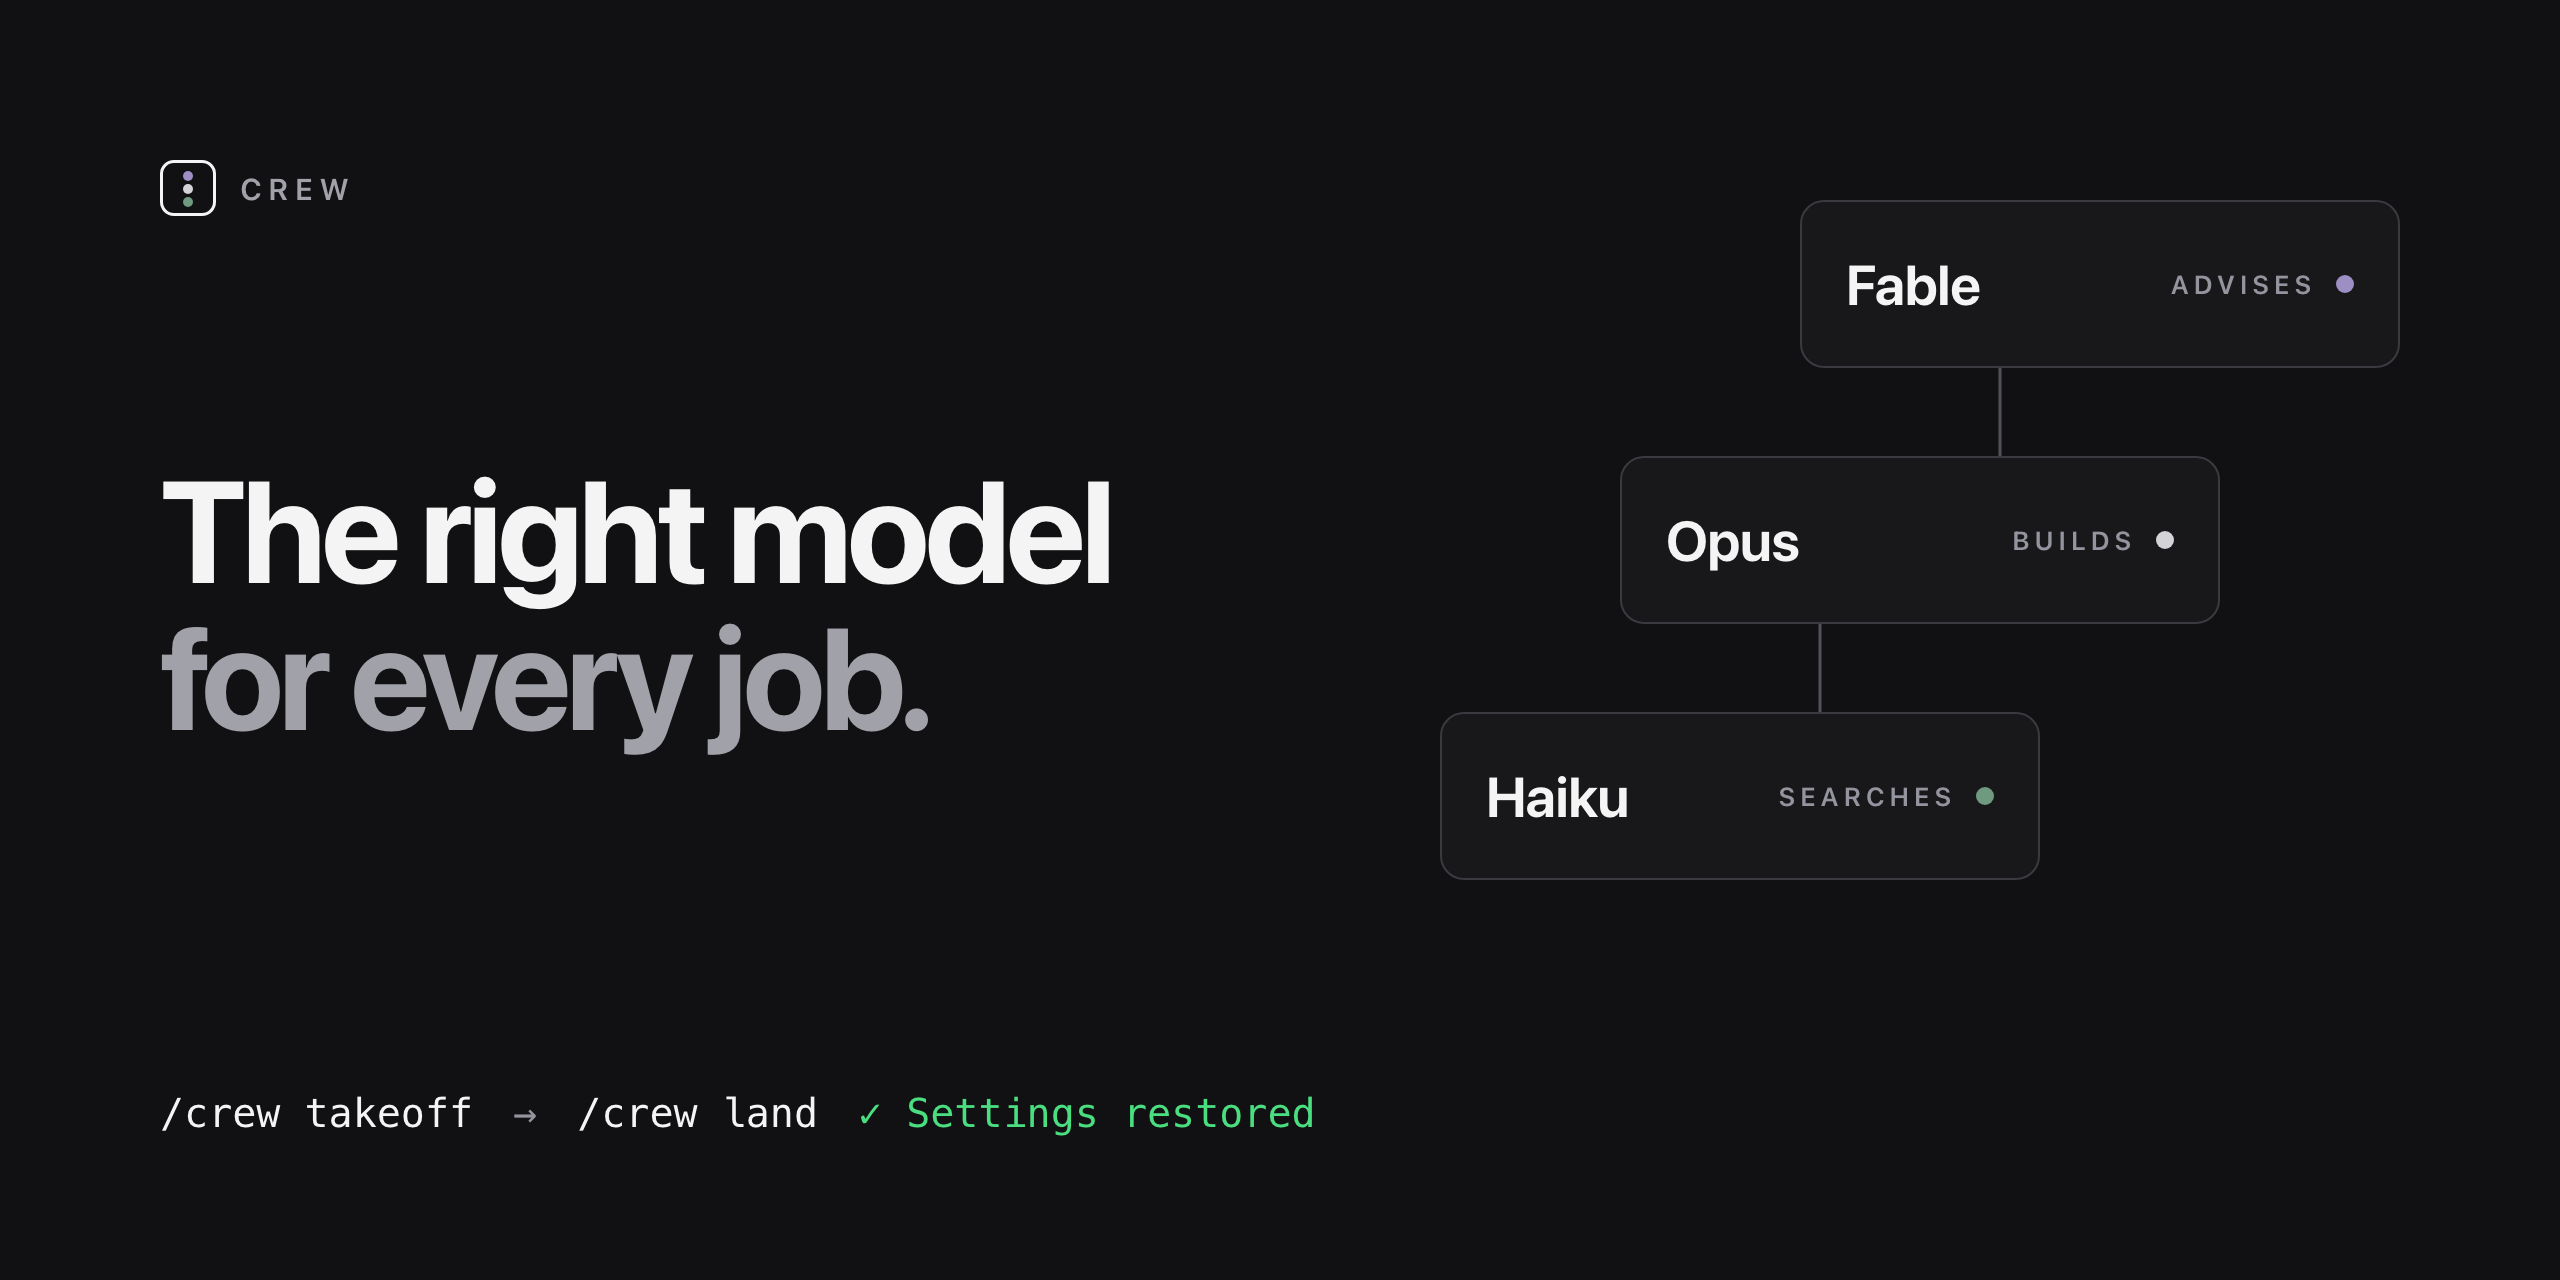 CREW
The right model
for every job.
Fable ADVISES
Opus BUILDS
Haiku SEARCHES
/crew takeoff → /crew land ✓ Settings restored